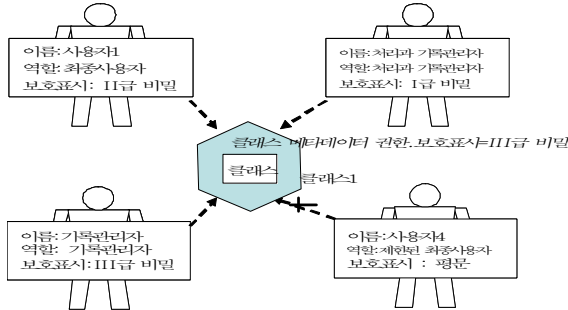 이름:사용자1
역할:최종사용자
보호표시: II급 비밀
이름:처리과 기록관리자
역할:처리과 기록관리자
보호표시: I급 비밀
클래스 메타데이터 권한.보호표시=III급 비밀
클래스
클래스1
이름:기록관리자
역할: 기록관리자
보호표시:III급 비밀
이름:사용자4
역할:제한된 최종사용자
보호표시 : 평문